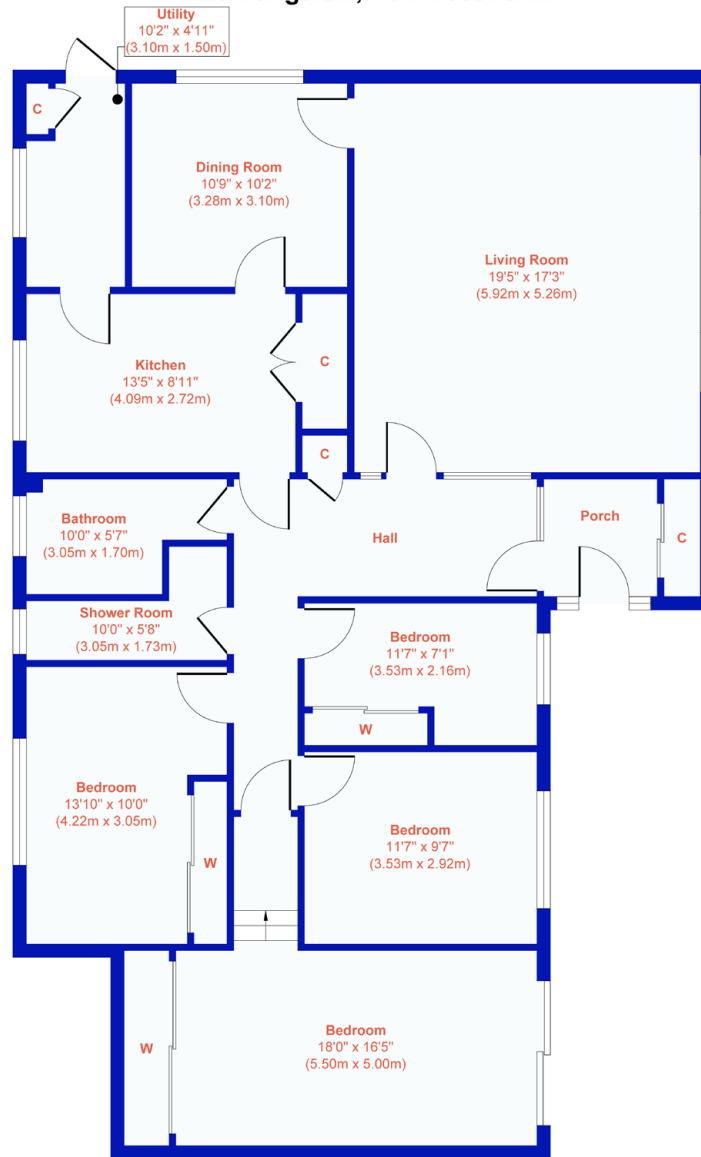 Utility
10'2" x 4'11"
(3.10m x 1.50m)
C
Dining Room
10'9" x 10'2"
(3.28m x 3.10m)
Living Room
19'5" x 17'3"
(5.92m x 5.26m)
Kitchen
13'5" x 8'11"
(4.09m x 2.72m)
C
C
Bathroom
10'0" x 5'7"
(3.05m x 1.70m)
Hall
Porch
C
Shower Room
10'0" x 5'8"
(3.05m x 1.73m)
Bedroom
11'7" x 7'1"
(3.53m x 2.16m)
W
Bedroom
13'10" x 10'0"
(4.22m x 3.05m)
W
Bedroom
11'7" x 9'7"
(3.53m x 2.92m)
W
Bedroom
18'0" x 16'5"
(5.50m x 5.00m)